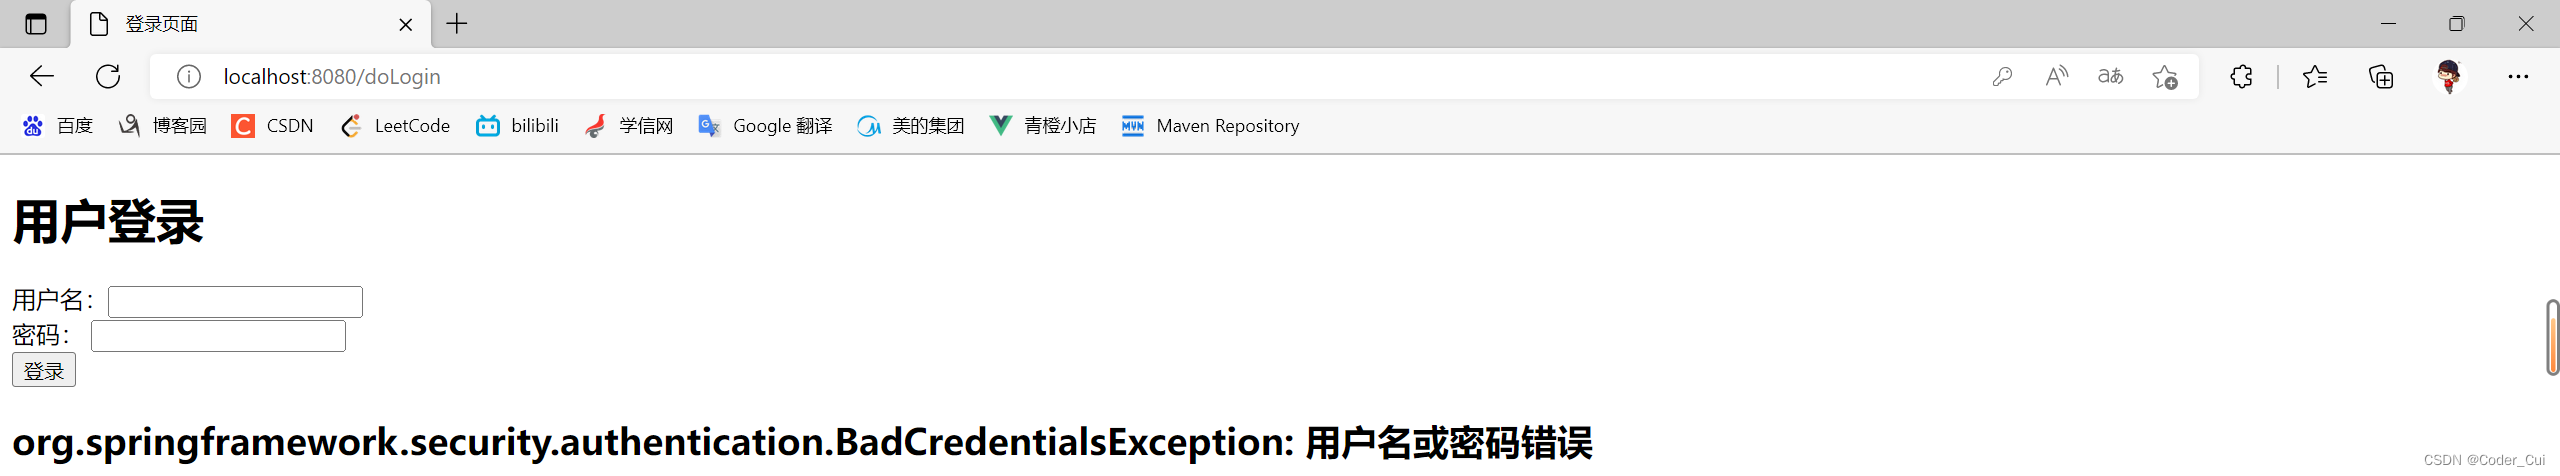 登录页面
localhost:8080/doLogin
百度 博客园 CSDN LeetCode bilibili 学信网 Google 翻译 美的集团 青橙小店 Maven Repository
用户登录
用户名：
密码：
登录
org.springframework.security.authentication.BadCredentialsException: 用户名或密码错误
CSDN @Coder_Cui